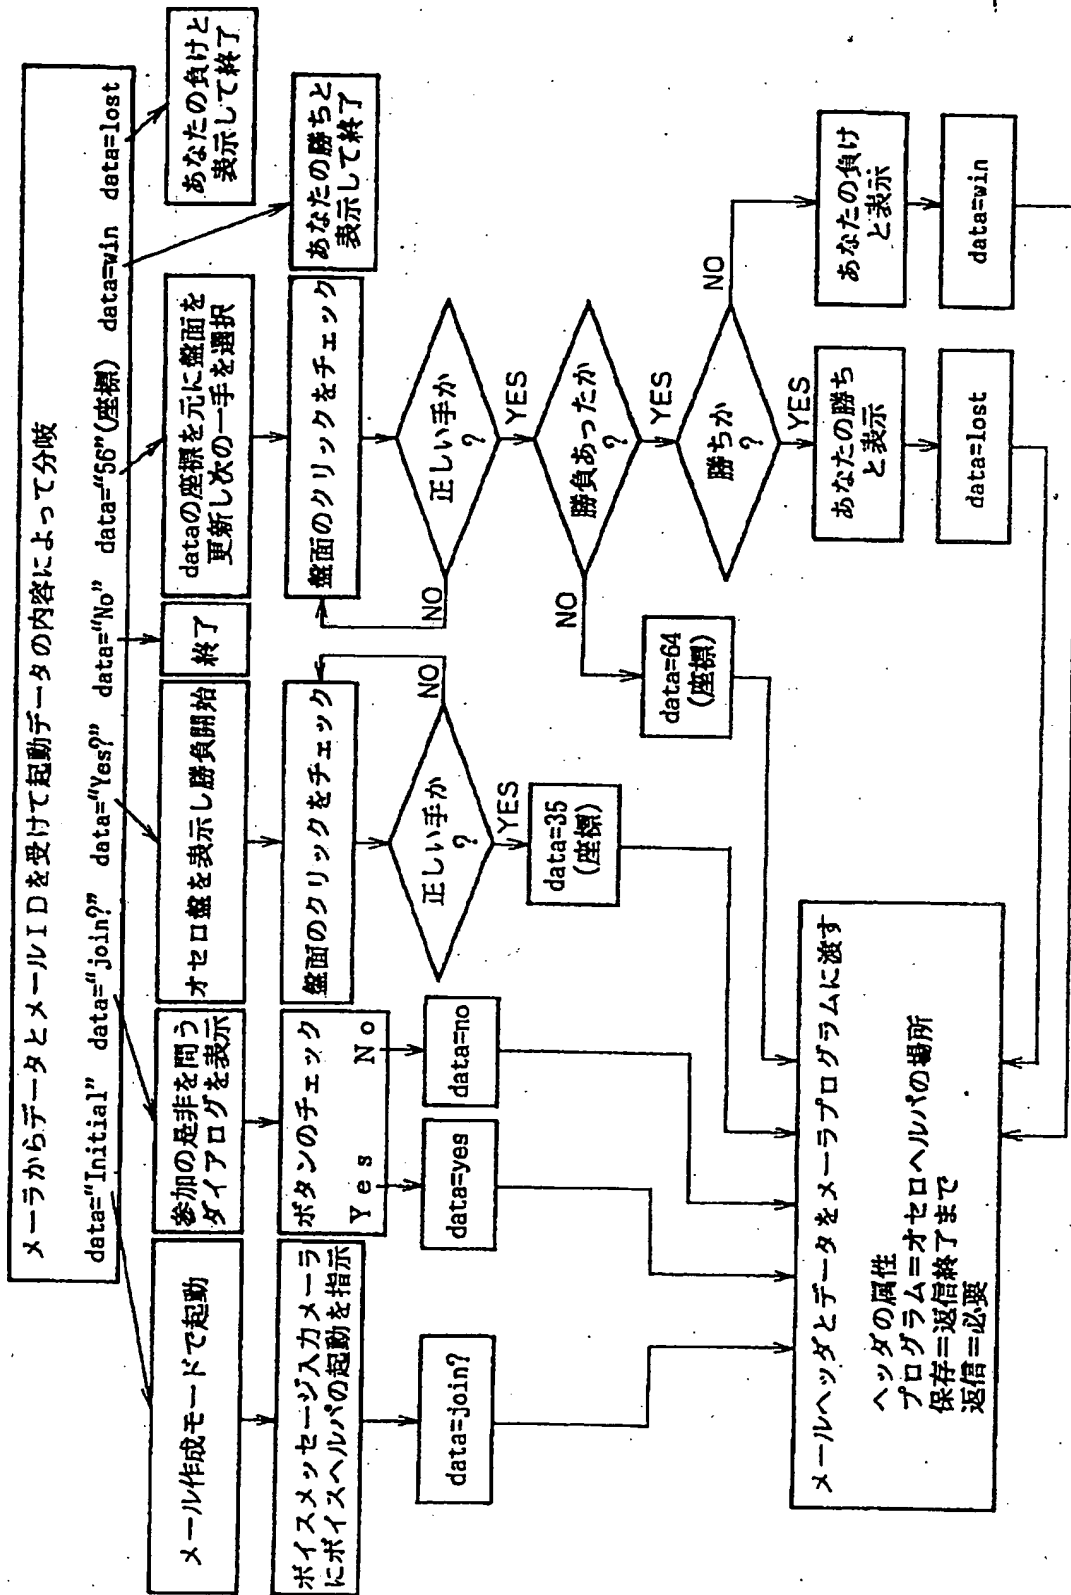 メーラからデータとメールIDを受けて起動データの内容によって分岐
data="Initial"
data="join?"
data="Yes?"
data="No"
data="56"(座標)
data=win
data=lost
メール作成モードで起動
ボイスメッセージ入力メーラ
にボイスヘルパの起動を指示
data=join?
参加の是非を問う
ダイアログを表示
ボタンのチェック
Yes
No
data=yes
data=no
オセロ盤を表示し勝負開始
盤面のクリックをチェック
正しい手か
?
NO
YES
data=35
(座標)
終了
dataの座標を元に盤面を
更新し次の一手を選択
盤面のクリックをチェック
正しい手か
?
NO
YES
勝負あったか
?
NO
YES
data=64
(座標)
勝ちか
?
NO
YES
あなたの勝ち
と表示
data=lost
あなたの負け
と表示
data=win
あなたの勝ちと
表示して終了
あなたの負けと
表示して終了
メールヘッダとデータをメーラプログラムに渡す
ヘッダの属性
プログラム=オセロヘルパの場所
保存=返信終了まで
返信=必要